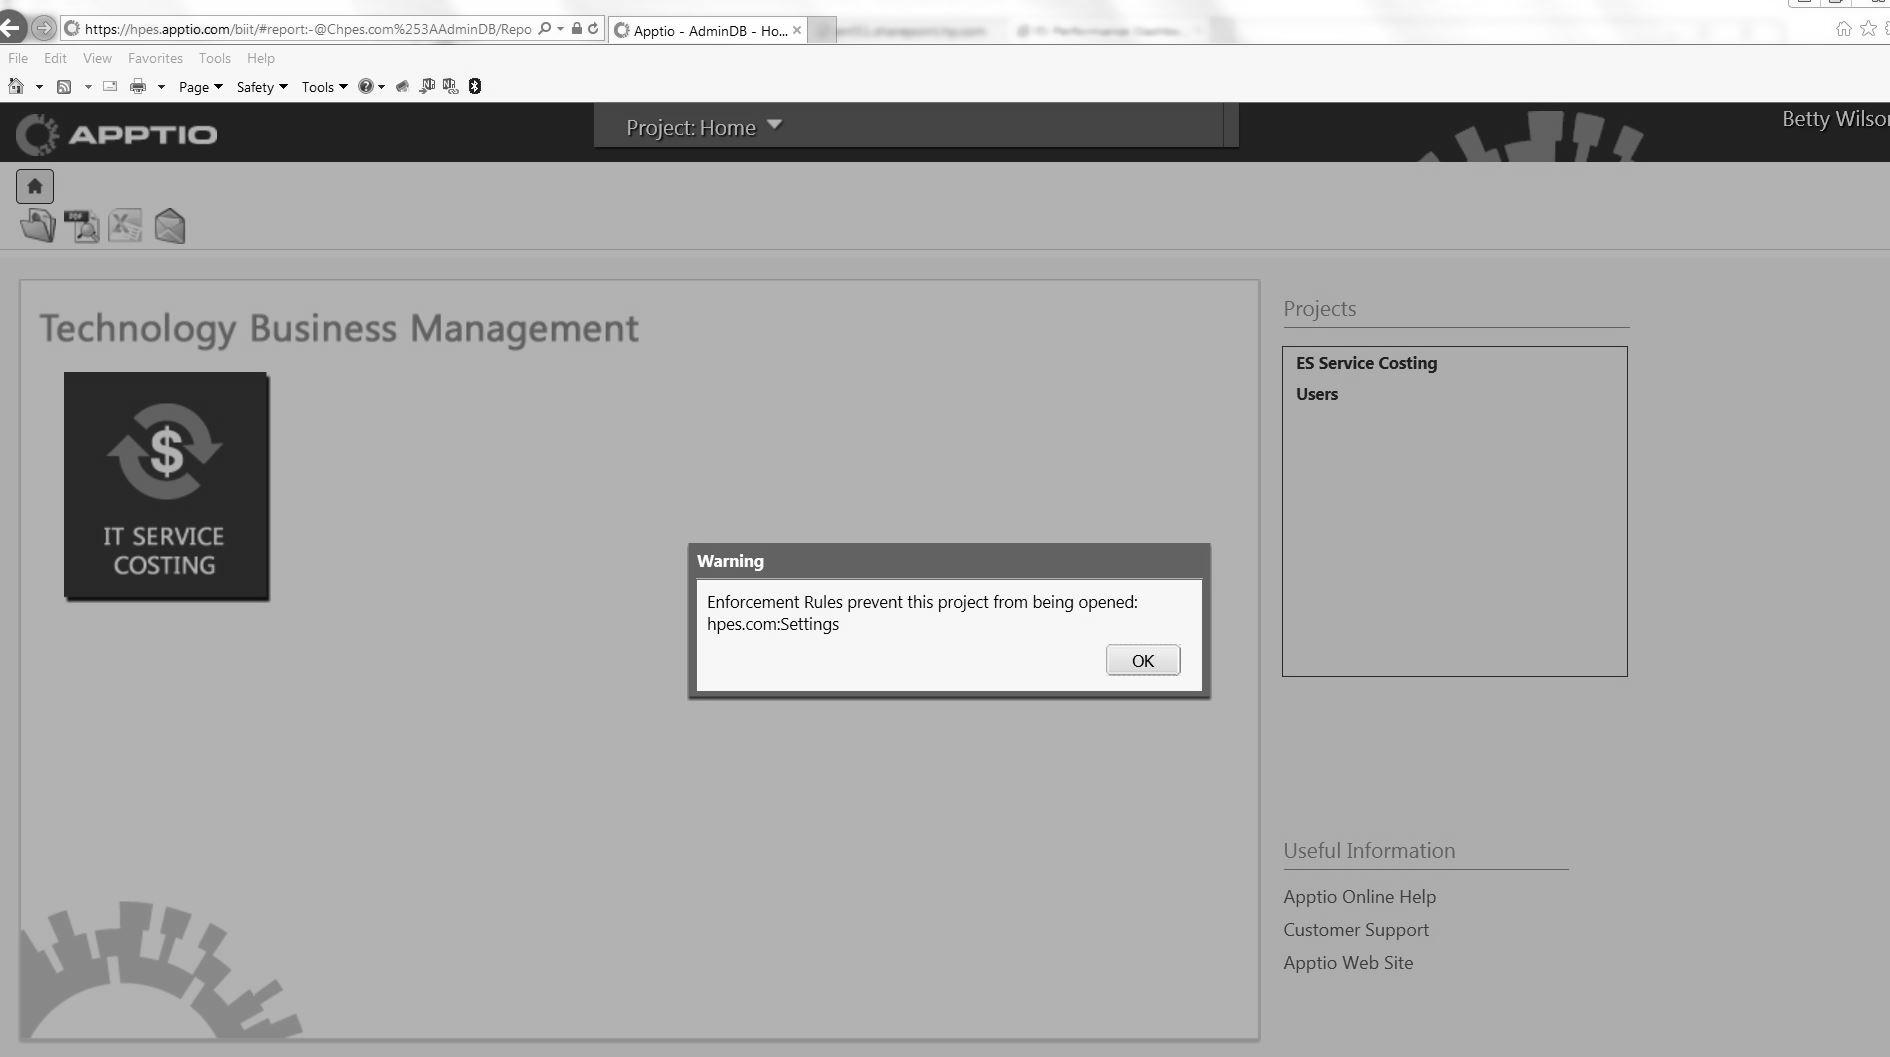 https://hpes.apptio.com/biit/#report:-@Chpes.com%253AAdminDB/Repo
Apptio - AdminDB - Ho...
File Edit View Favorites Tools Help
Page Safety Tools
APPTIO
Project: Home
Betty Wilso
PDF
Technology Business Management
$
IT SERVICE
COSTING
Projects
ES Service Costing
Users
Warning
Enforcement Rules prevent this project from being opened:
hpes.com:Settings
OK
Useful Information
Apptio Online Help
Customer Support
Apptio Web Site